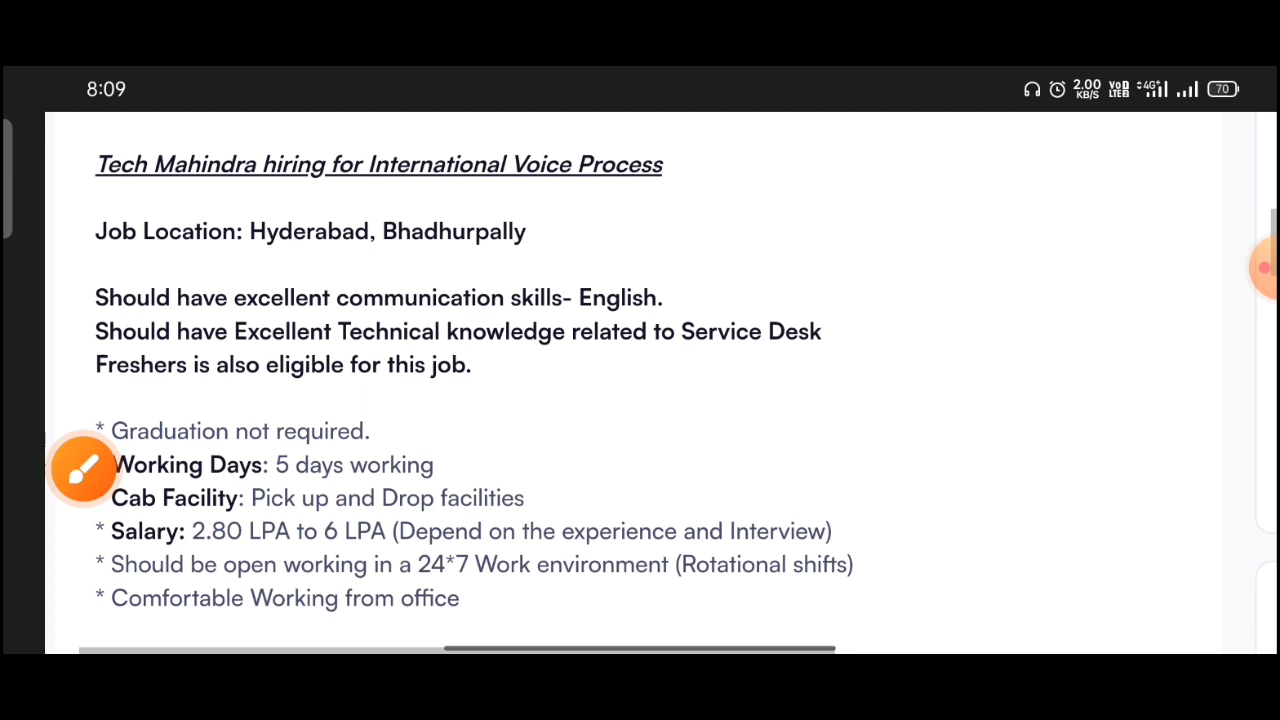 8:09
2.00
KB/S
VoD
LTE2
4G+
70
Tech Mahindra hiring for International Voice Process
Job Location: Hyderabad, Bhadhurpally
Should have excellent communication skills- English.
Should have Excellent Technical knowledge related to Service Desk
Freshers is also eligible for this job.
* Graduation not required.
Working Days: 5 days working
Cab Facility: Pick up and Drop facilities
* Salary: 2.80 LPA to 6 LPA (Depend on the experience and Interview)
* Should be open working in a 24*7 Work environment (Rotational shifts)
* Comfortable Working from office